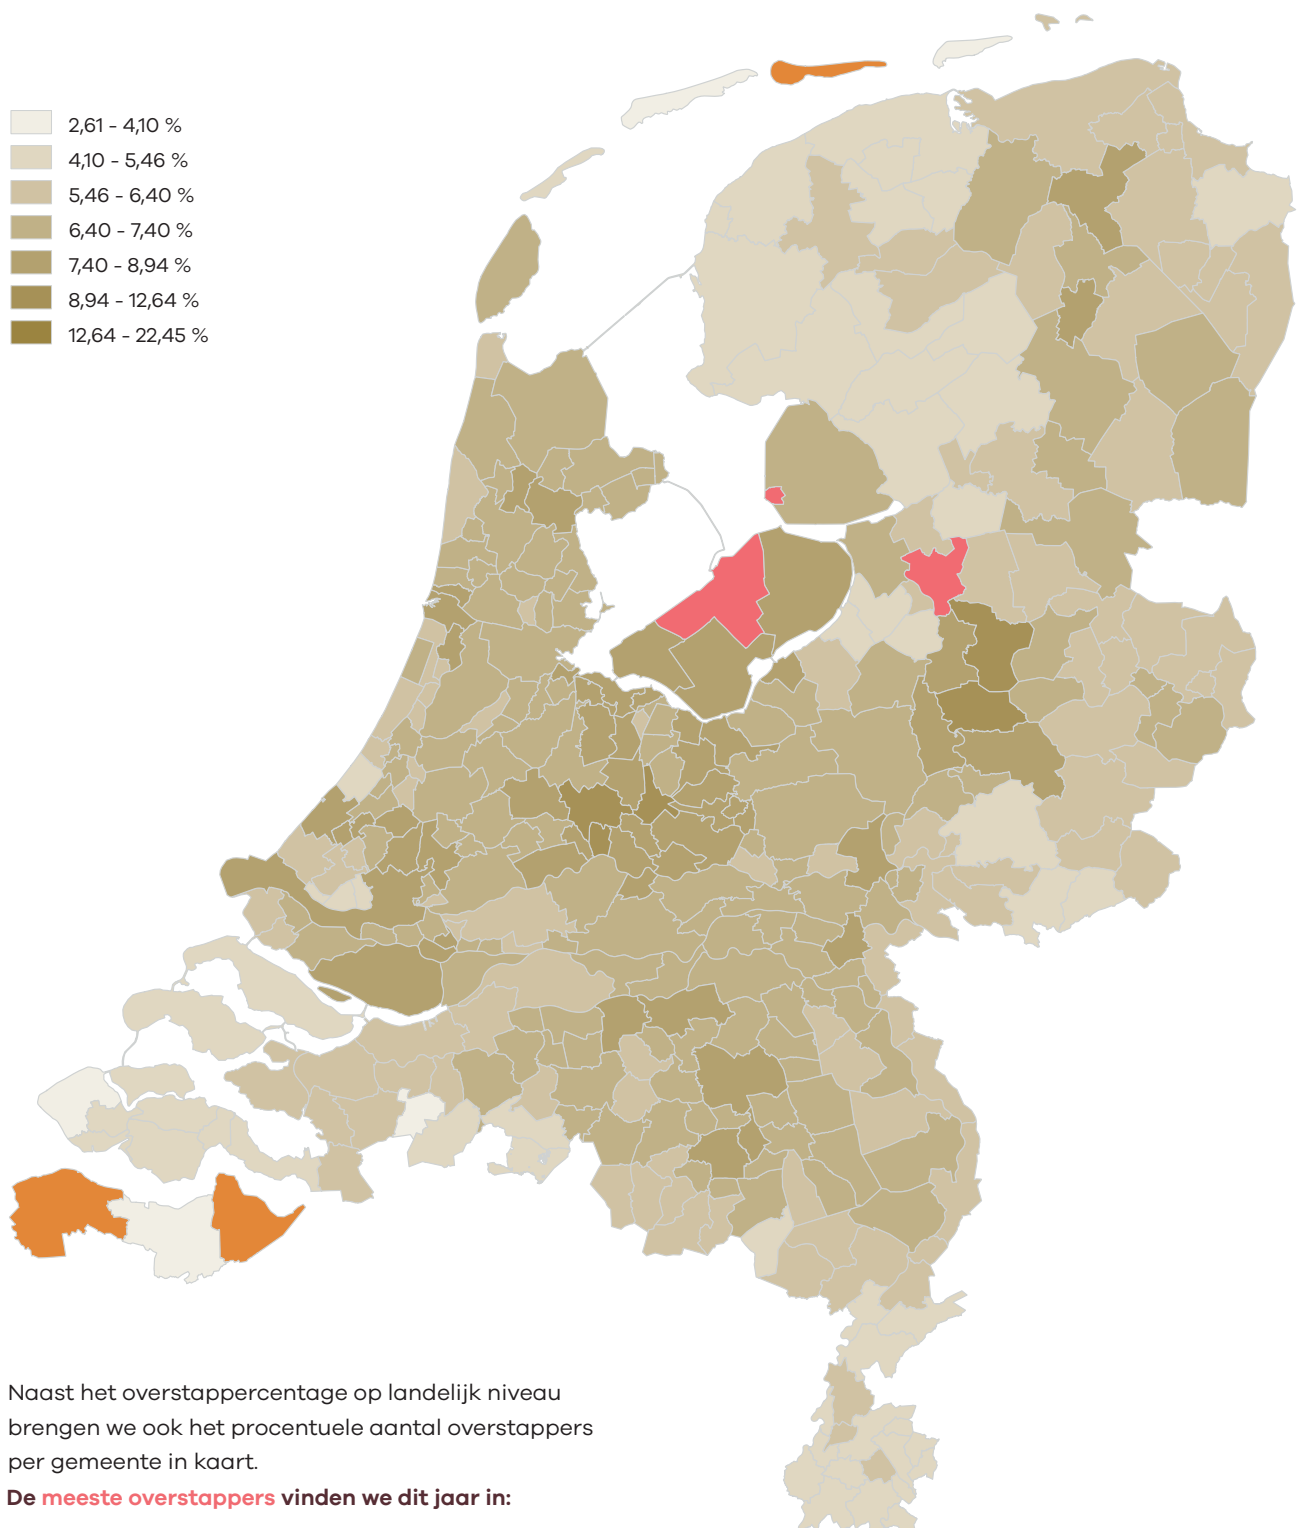 2,61 - 4,10 %
4,10 - 5,46 %
5,46 - 6,40 %
6,40 - 7,40 %
7,40 - 8,94 %
8,94 - 12,64 %
12,64 - 22,45 %
Naast het overstappercentage op landelijk niveau
brengen we ook het procentuele aantal overstappers
per gemeente in kaart.
De meeste overstappers vinden we dit jaar in: